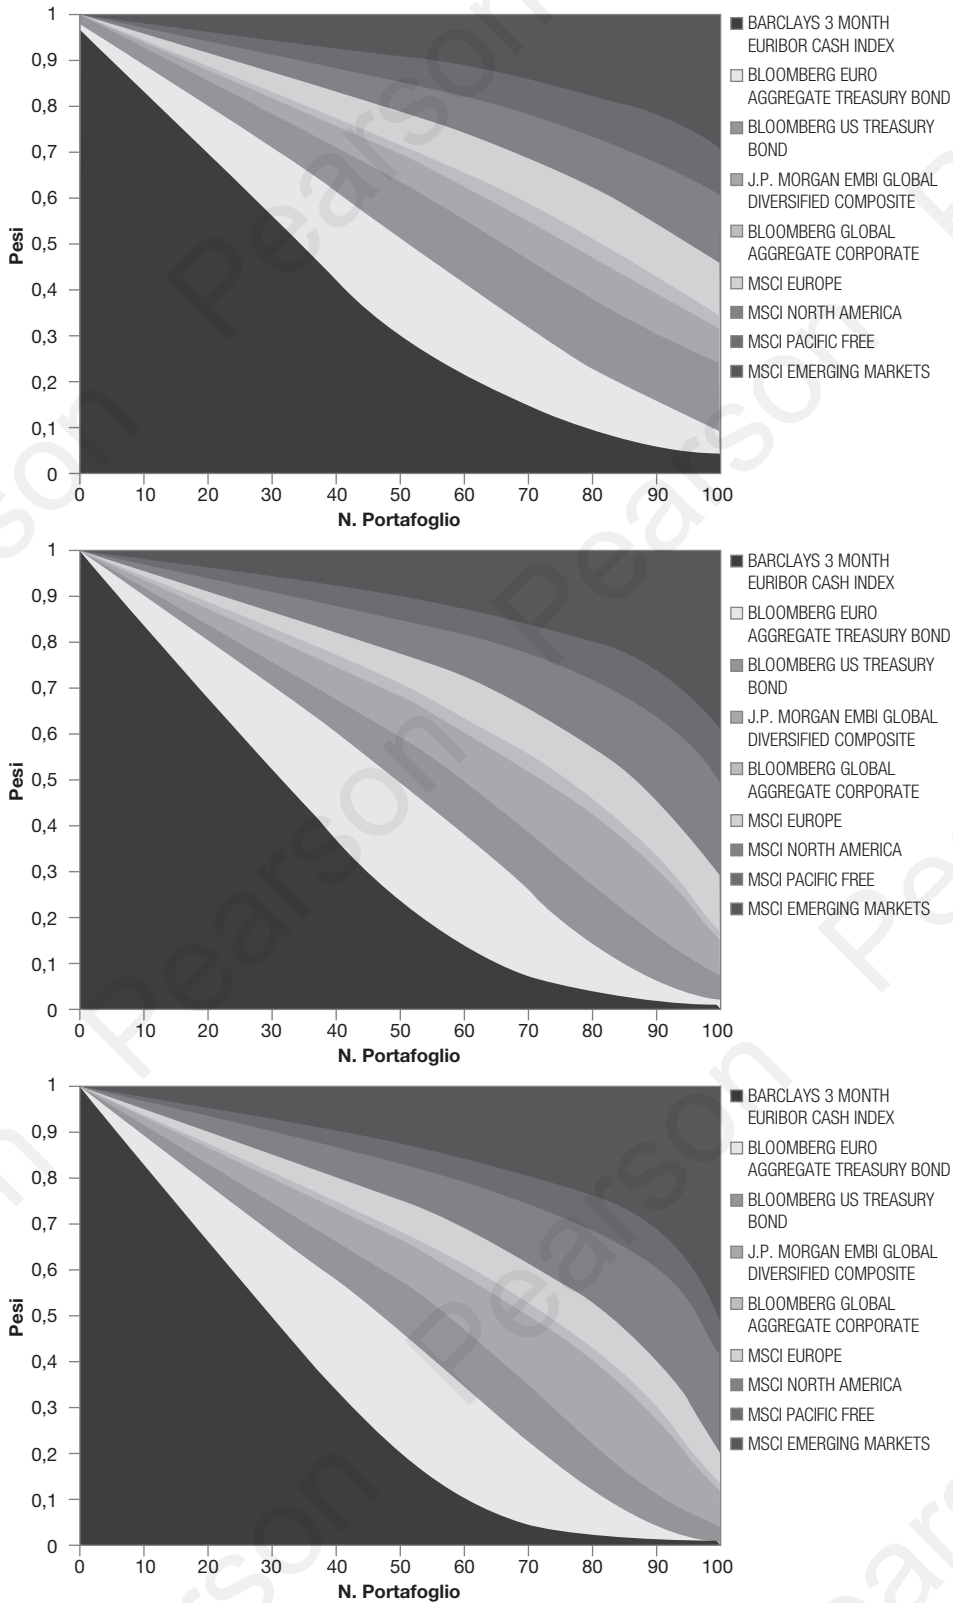 1
0,9
0,8
0,7
0,6
0,5
0,4
0,3
0,2
0,1
0
Pesi
0 10 20 30 40 50 60 70 80 90 100
N. Portafoglio
BARCLAYS 3 MONTH
EURIBOR CASH INDEX
BLOOMBERG EURO
AGGREGATE TREASURY BOND
BLOOMBERG US TREASURY
BOND
J.P. MORGAN EMBI GLOBAL
DIVERSIFIED COMPOSITE
BLOOMBERG GLOBAL
AGGREGATE CORPORATE
MSCI EUROPE
MSCI NORTH AMERICA
MSCI PACIFIC FREE
MSCI EMERGING MARKETS
1
0,9
0,8
0,7
0,6
0,5
0,4
0,3
0,2
0,1
0
Pesi
0 10 20 30 40 50 60 70 80 90 100
N. Portafoglio
BARCLAYS 3 MONTH
EURIBOR CASH INDEX
BLOOMBERG EURO
AGGREGATE TREASURY BOND
BLOOMBERG US TREASURY
BOND
J.P. MORGAN EMBI GLOBAL
DIVERSIFIED COMPOSITE
BLOOMBERG GLOBAL
AGGREGATE CORPORATE
MSCI EUROPE
MSCI NORTH AMERICA
MSCI PACIFIC FREE
MSCI EMERGING MARKETS
1
0,9
0,8
0,7
0,6
0,5
0,4
0,3
0,2
0,1
0
Pesi
0 10 20 30 40 50 60 70 80 90 100
N. Portafoglio
BARCLAYS 3 MONTH
EURIBOR CASH INDEX
BLOOMBERG EURO
AGGREGATE TREASURY BOND
BLOOMBERG US TREASURY
BOND
J.P. MORGAN EMBI GLOBAL
DIVERSIFIED COMPOSITE
BLOOMBERG GLOBAL
AGGREGATE CORPORATE
MSCI EUROPE
MSCI NORTH AMERICA
MSCI PACIFIC FREE
MSCI EMERGING MARKETS
Pearson
Pearson
Pearson
Pearson